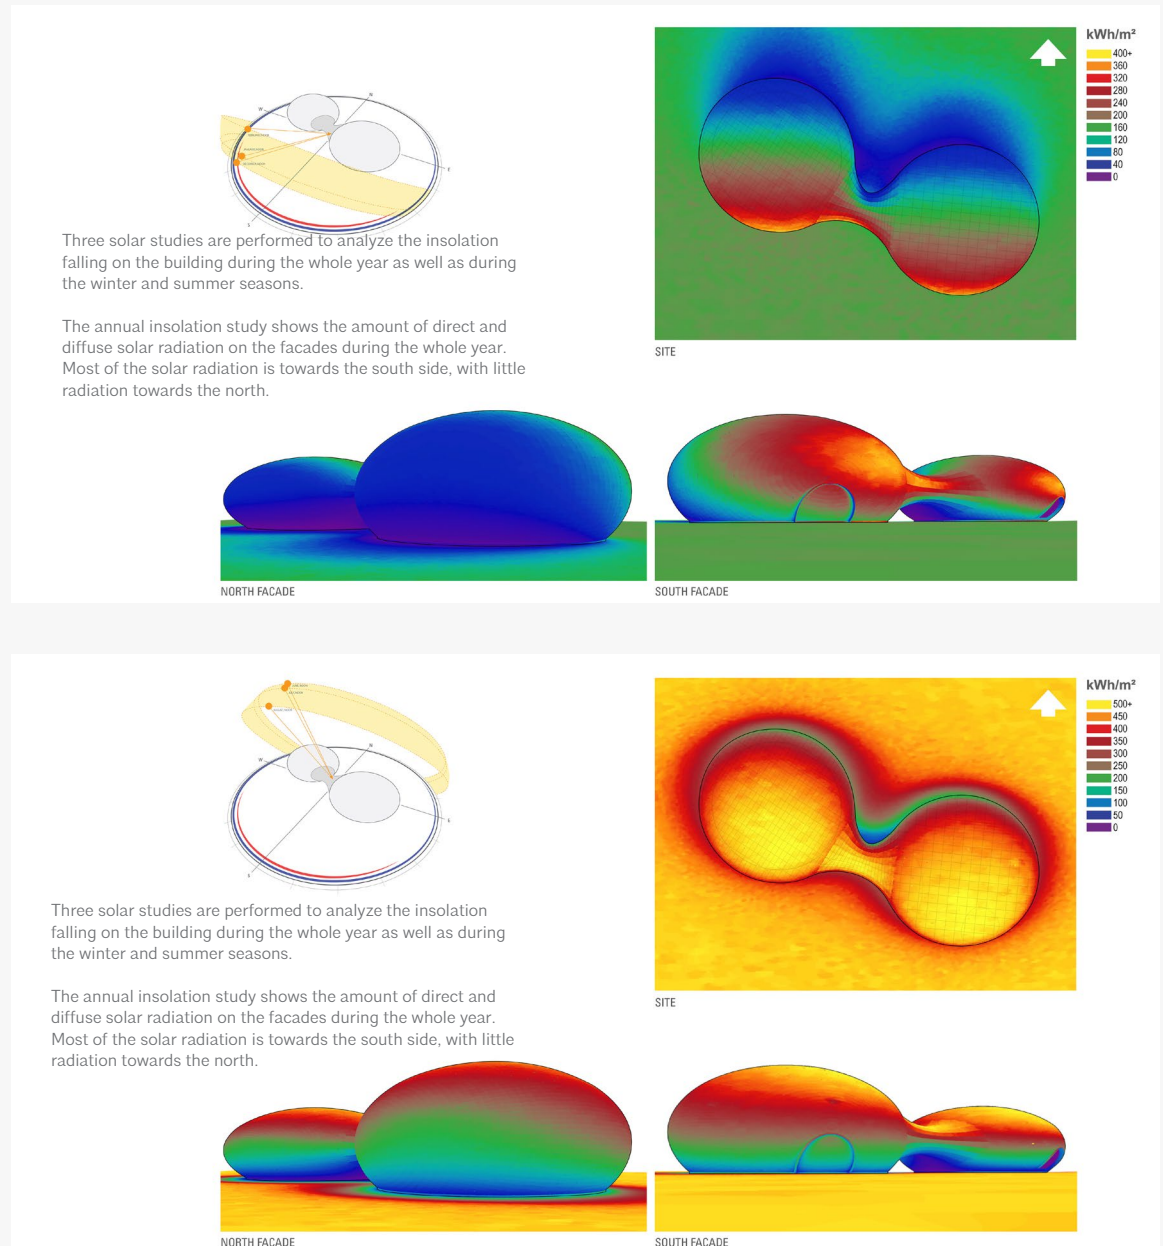 W
N
E
S
Three solar studies are performed to analyze the insolation
falling on the building during the whole year as well as during
the winter and summer seasons.
The annual insolation study shows the amount of direct and
diffuse solar radiation on the facades during the whole year.
Most of the solar radiation is towards the south side, with little
radiation towards the north.
kWh/m²
400+
360
320
280
240
200
160
120
80
40
0
SITE
NORTH FACADE
SOUTH FACADE
W
N
E
S
Three solar studies are performed to analyze the insolation
falling on the building during the whole year as well as during
the winter and summer seasons.
The annual insolation study shows the amount of direct and
diffuse solar radiation on the facades during the whole year.
Most of the solar radiation is towards the south side, with little
radiation towards the north.
kWh/m²
500+
450
400
350
300
250
200
150
100
50
0
SITE
NORTH FACADE
SOUTH FACADE